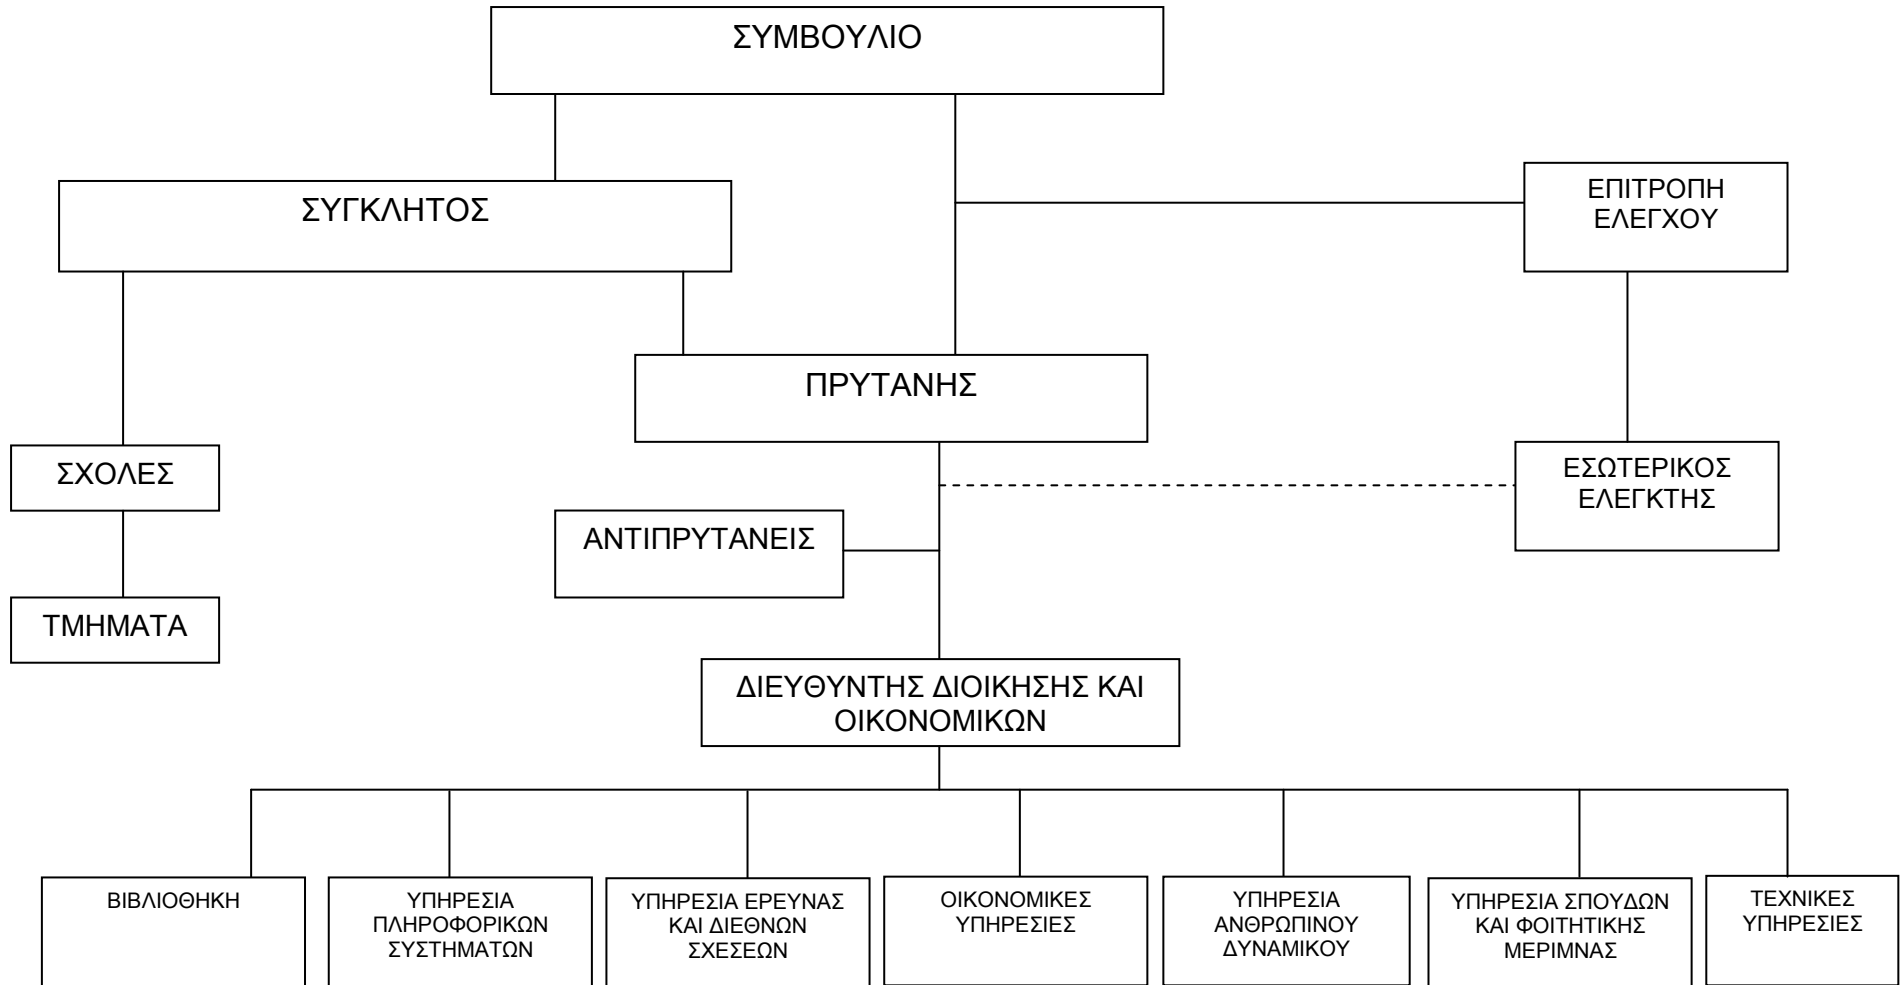 ΣΥΜΒΟΥΛΙΟ
ΣΥΓΚΛΗΤΟΣ
ΕΠΙΤΡΟΠΗ
ΕΛΕΓΧΟΥ
ΠΡΥΤΑΝΗΣ
ΣΧΟΛΕΣ
ΕΣΩΤΕΡΙΚΟΣ
ΕΛΕΓΚΤΗΣ
ΑΝΤΙΠΡΥΤΑΝΕΙΣ
ΤΜΗΜΑΤΑ
ΔΙΕΥΘΥΝΤΗΣ ΔΙΟΙΚΗΣΗΣ ΚΑΙ
ΟΙΚΟΝΟΜΙΚΩΝ
ΒΙΒΛΙΟΘΗΚΗ
ΥΠΗΡΕΣΙΑ
ΠΛΗΡΟΦΟΡΙΚΩΝ
ΣΥΣΤΗΜΑΤΩΝ
ΥΠΗΡΕΣΙΑ ΕΡΕΥΝΑΣ
ΚΑΙ ΔΙΕΘΝΩΝ
ΣΧΕΣΕΩΝ
ΟΙΚΟΝΟΜΙΚΕΣ
ΥΠΗΡΕΣΙΕΣ
ΥΠΗΡΕΣΙΑ
ΑΝΘΡΩΠΙΝΟΥ
ΔΥΝΑΜΙΚΟΥ
ΥΠΗΡΕΣΙΑ ΣΠΟΥΔΩΝ
ΚΑΙ ΦΟΙΤΗΤΙΚΗΣ
ΜΕΡΙΜΝΑΣ
ΤΕΧΝΙΚΕΣ
ΥΠΗΡΕΣΙΕΣ